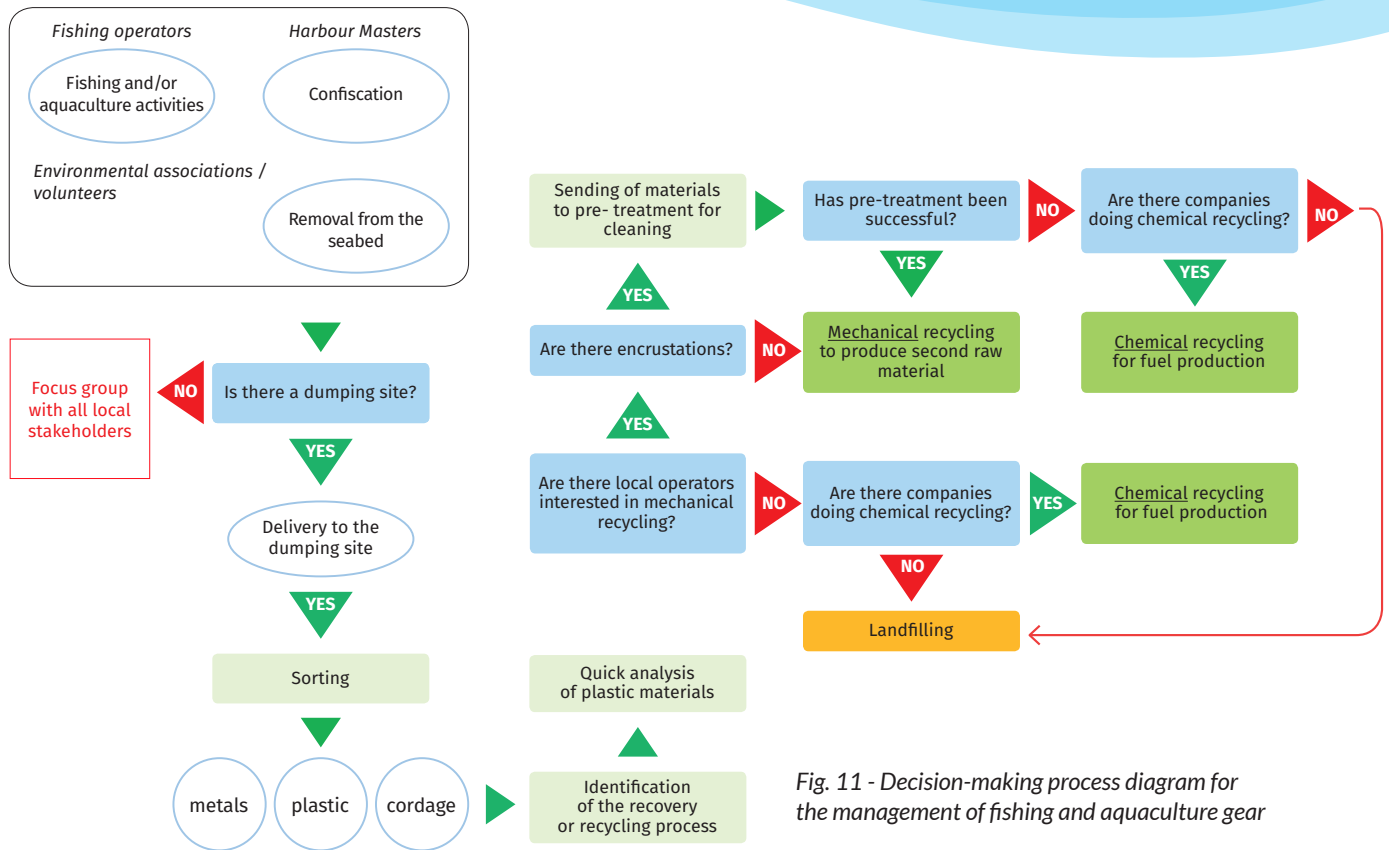 Fishing operators
Harbour Masters
Fishing and/or
aquaculture activities
Confiscation
Environmental associations /
volunteers
Removal from the
seabed
Is there a dumping site?
NO
Focus group
with all local
stakeholders
YES
Delivery to the
dumping site
YES
Sorting
metals
plastic
cordage
Identification
of the recovery
or recycling process
Quick analysis
of plastic materials
Are there local operators
interested in mechanical
recycling?
NO
Are there companies
doing chemical recycling?
YES
Chemical recycling
for fuel production
NO
Landfilling
YES
Are there encrustations?
NO
Mechanical recycling
to produce second raw
material
YES
Sending of materials
to pre- treatment for
cleaning
Has pre-treatment been
successful?
YES
NO
Are there companies
doing chemical recycling?
NO
YES
Chemical recycling
for fuel production
Fig. 11 - Decision-making process diagram for
the management of fishing and aquaculture gear